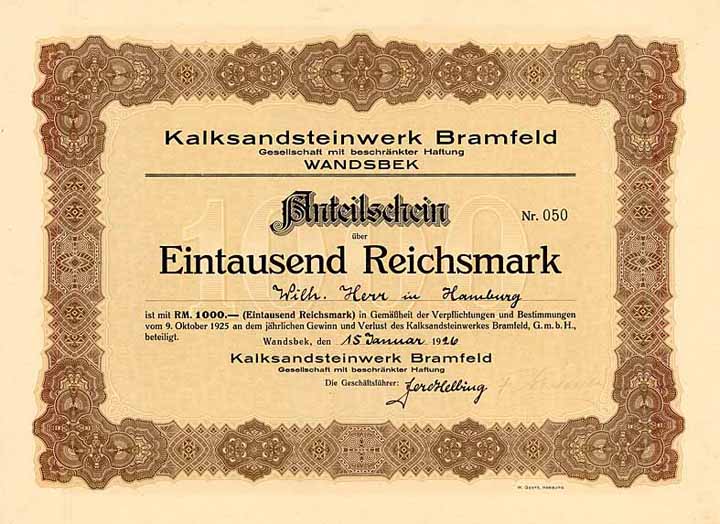 Kalksandsteinwerk Bramfeld
Gesellschaft mit beschränkter Haftung
WANDSBEK
1000
Anteilschein
Nr. 050
über
Eintausend Reichsmark
Wilh. Herr in Hamburg
ist mit RM. 1000.— (Eintausend Reichsmark) in Gemäßheit der Verpflichtungen und Bestimmungen
vom 9. Oktober 1925 an dem jährlichen Gewinn und Verlust des Kalksandsteinwerkes Bramfeld, G. m. b. H.,
beteiligt.
Wandsbek, den 15 Januar 1926
Kalksandsteinwerk Bramfeld
Gesellschaft mit beschränkter Haftung
Die Geschäftsführer: